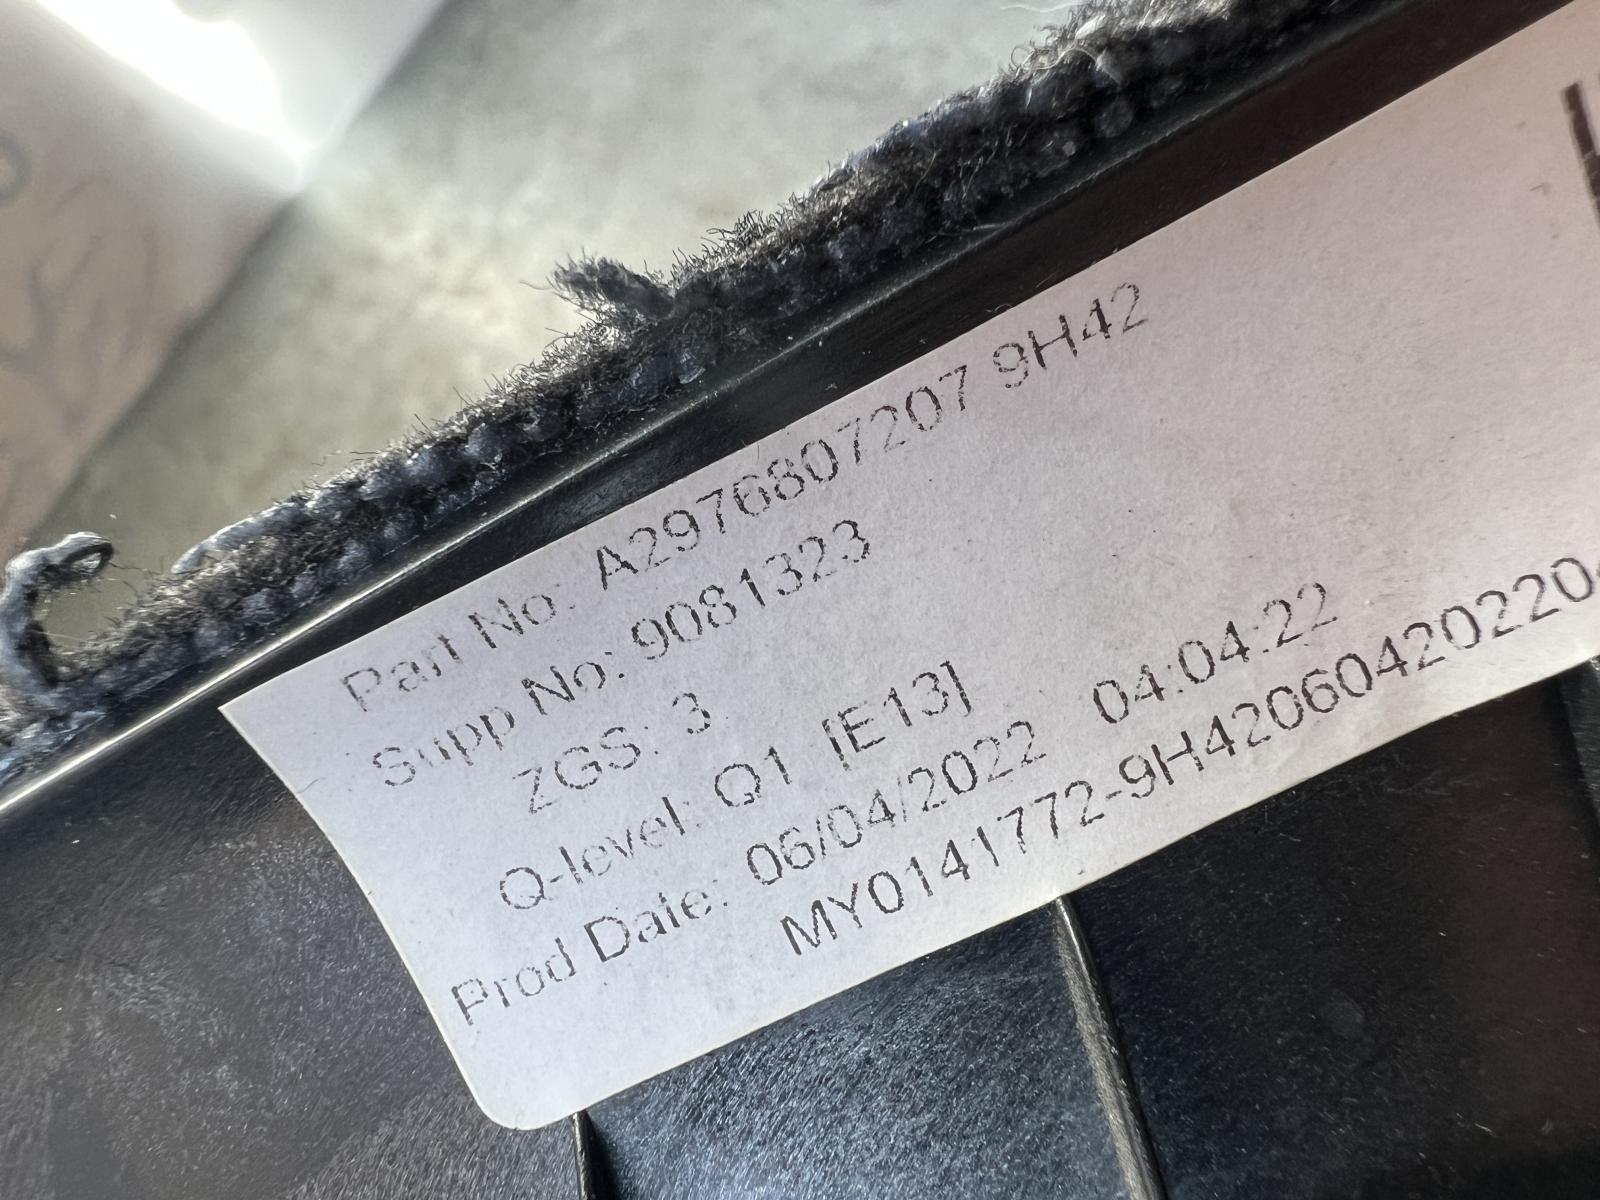 Part No: A2976807207 9H42
Supp No: 9081323
ZGS: 3
Q-level: Q1 [E13]
Prod Date: 06/04/2022 04:04:22
MY0141772-9H420604202204